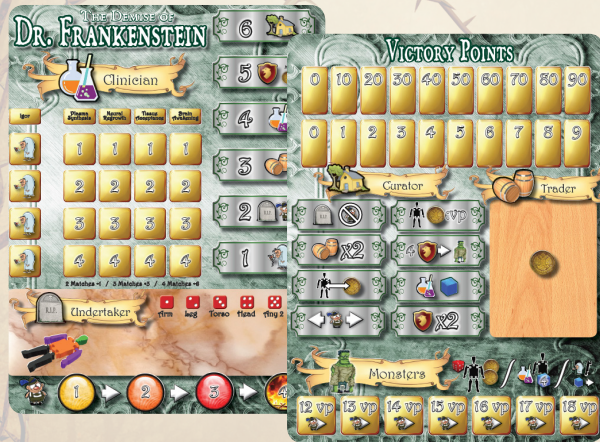 The Demise of
Dr. Frankenstein
6
Clinician
5
Igor
Plasma Synthesis
Neural Regrowth
Tissue Acceptance
Brain Awakening
4
1 1 1 1
2 2 2 2
3
3 3 3 3
2
4 4 4 4
1
2 Matches +1 / 3 Matches +3 / 4 Matches +6
R.I.P.
Undertaker
Arm
Leg
Torso
Head
Any 2
1
2
3
4
Victory Points
0 10 20 30 40 50 60 70 80 90
0 1 2 3 4 5 6 7 8 9
Curator
Trader
VP
X2
4
X2
Monsters
4
12 VP 13 VP 14 VP 15 VP 16 VP 17 VP 18 VP